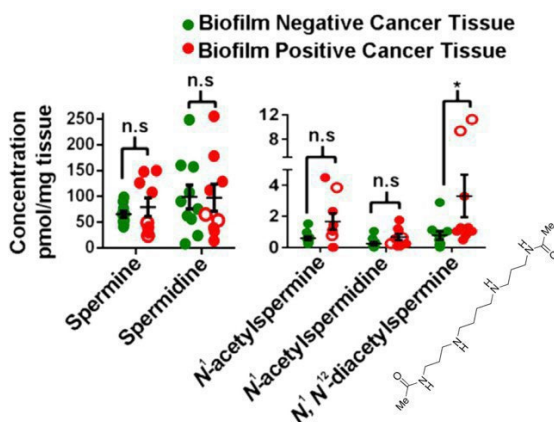 Biofilm Negative Cancer Tissue
Biofilm Positive Cancer Tissue
Concentration
pmol/mg tissue
250
200
150
100
50
0
n.s
n.s
12
8
4
2
0
n.s
n.s
*
Spermine
Spermidine
N¹-acetylspermine
N¹-acetylspermidine
N¹, N¹²-diacetylspermine
Me
O
N
H
H
N
N
H
H
N
O
Me